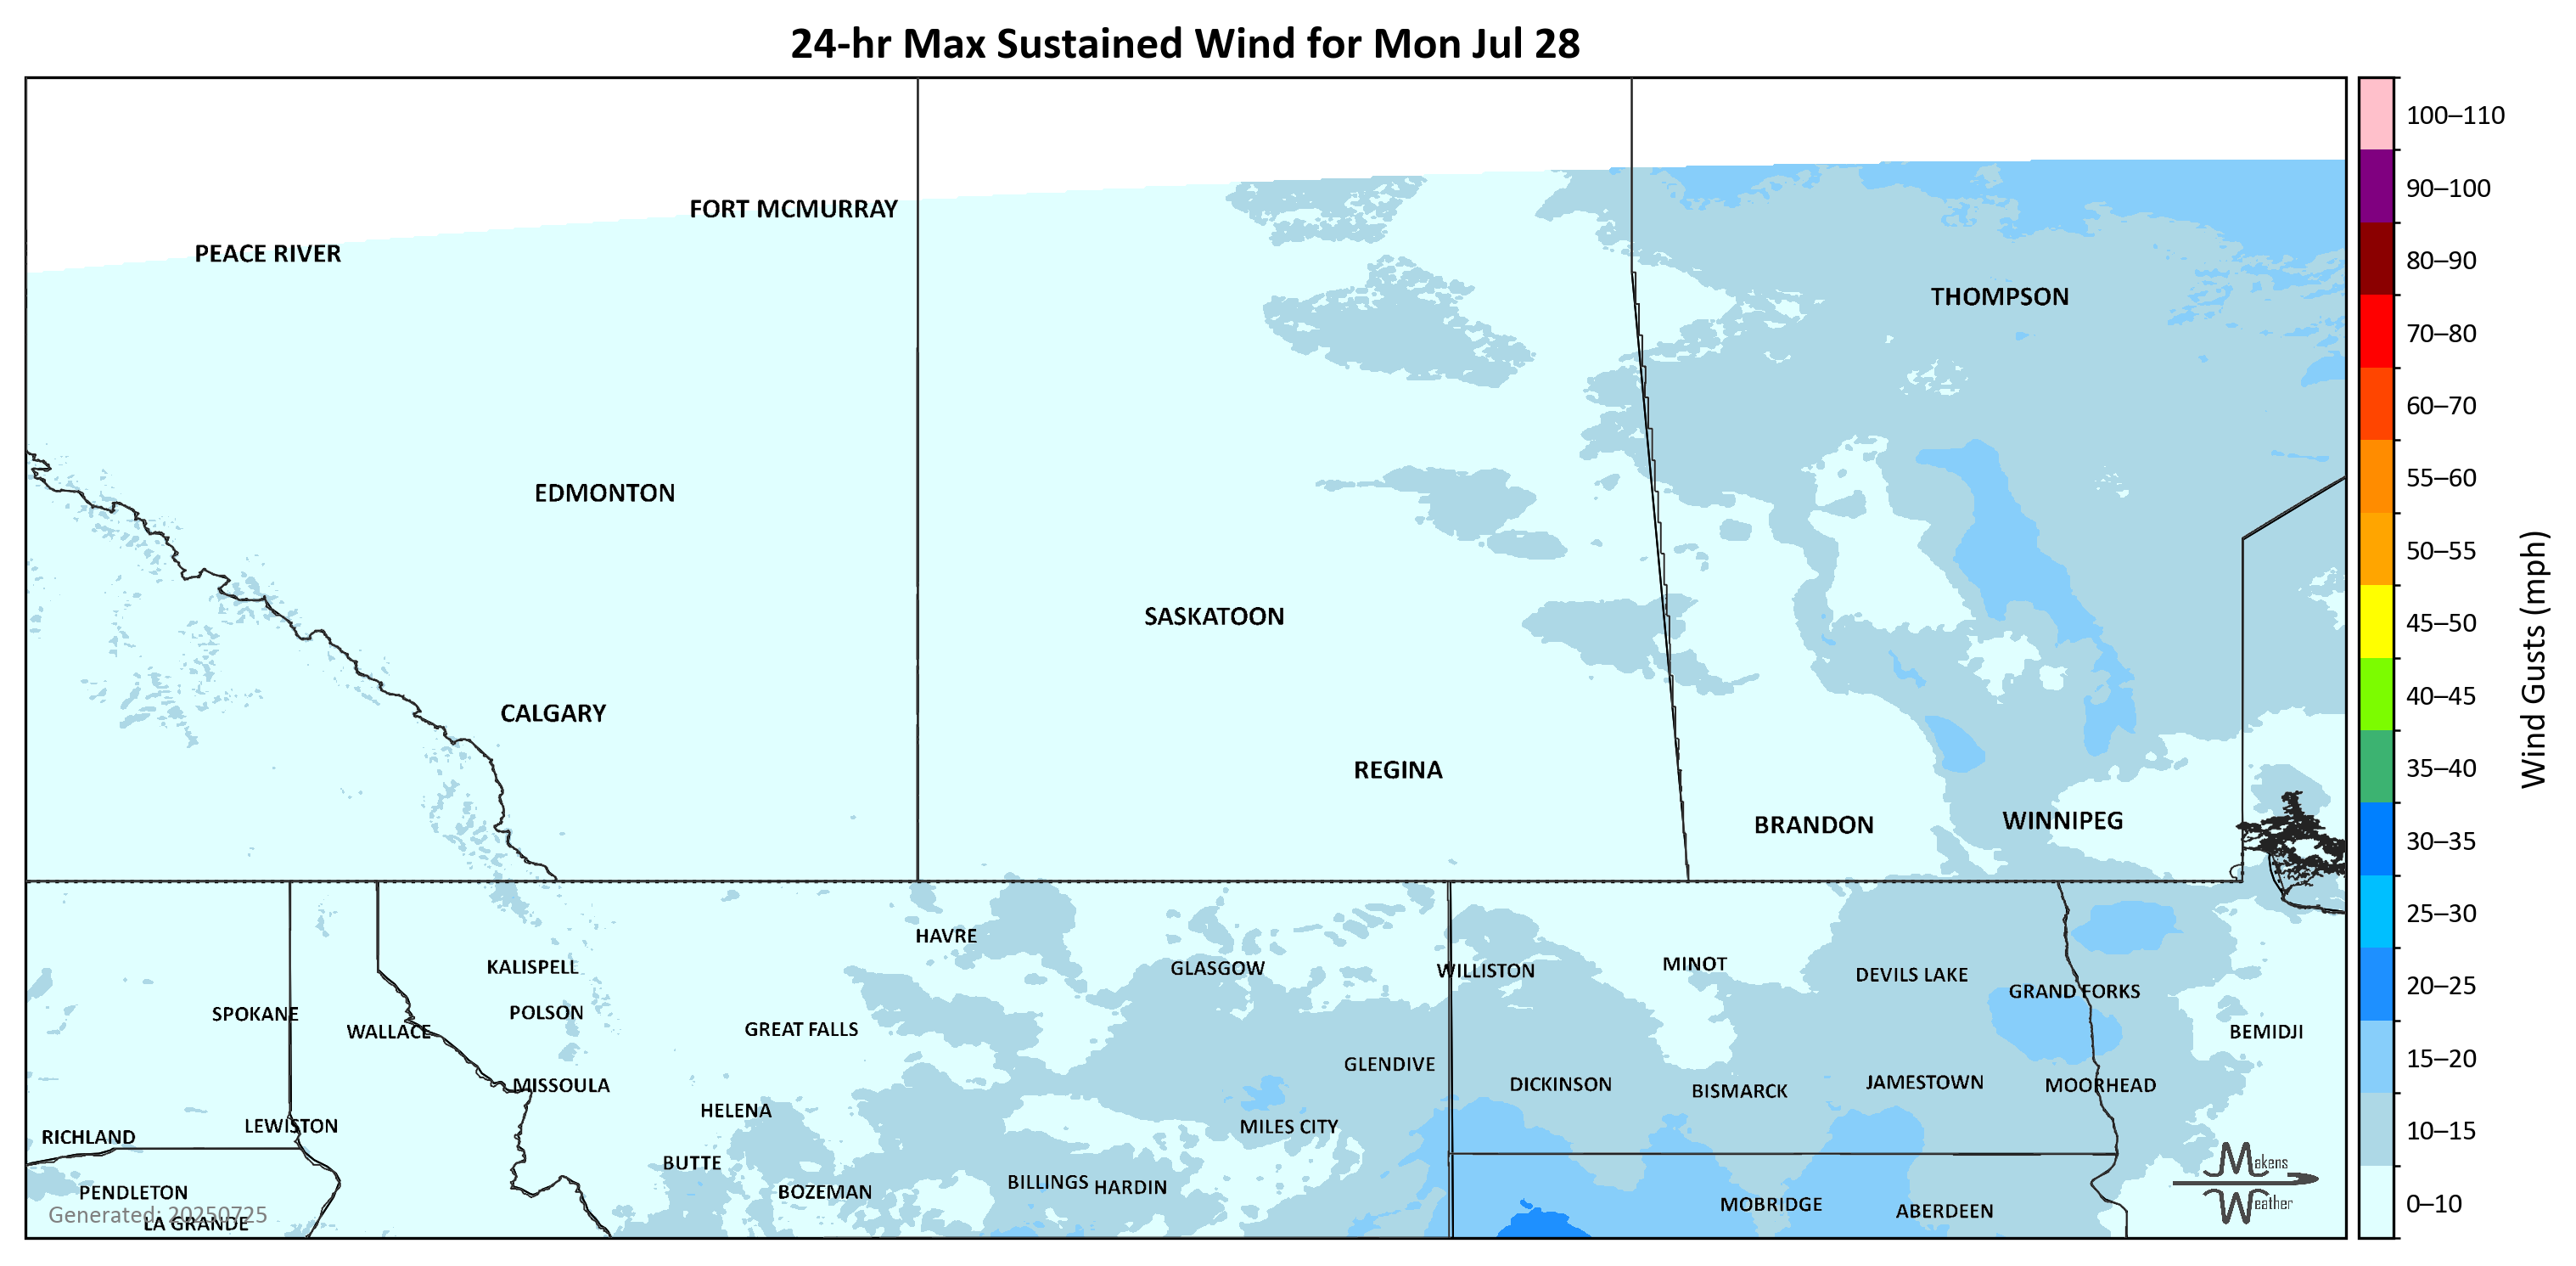 24-hr Max Sustained Wind for Mon Jul 28
100–110
90–100
80–90
70–80
60–70
55–60
50–55
45–50
40–45
35–40
30–35
25–30
20–25
15–20
10–15
0–10
Wind Gusts (mph)
FORT MCMURRAY
PEACE RIVER
THOMPSON
EDMONTON
SASKATOON
CALGARY
REGINA
BRANDON
WINNIPEG
HAVRE
KALISPELL
GLASGOW
WILLISTON
MINOT
DEVILS LAKE
GRAND FORKS
SPOKANE
POLSON
WALLACE
GREAT FALLS
BEMIDJI
GLENDIVE
MISSOULA
DICKINSON
BISMARCK
JAMESTOWN
MOORHEAD
HELENA
LEWISTON
MILES CITY
RICHLAND
BUTTE
BOZEMAN
BILLINGS
HARDIN
PENDLETON
MOBRIDGE
ABERDEEN
LA GRANDE
Generated: 20250725
Makens
Weather